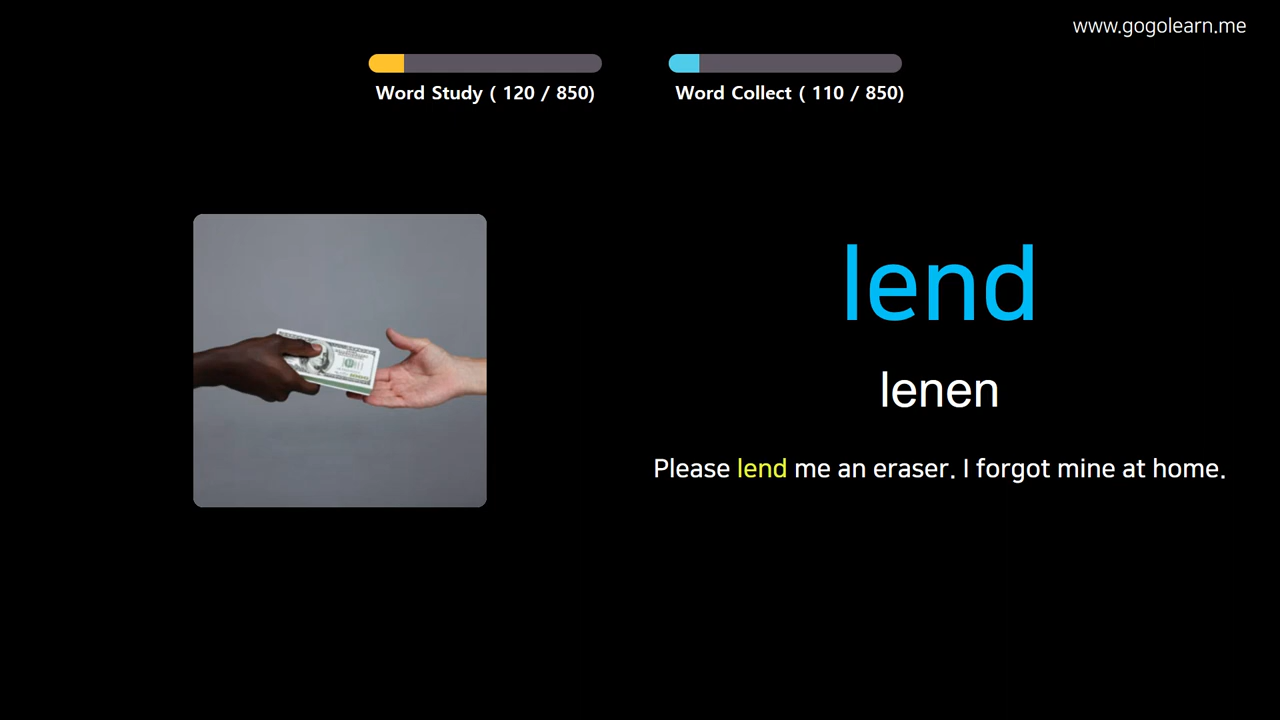 www.gogolearn.me
Word Study ( 120 / 850)
Word Collect ( 110 / 850)
lend
lenen
Please lend me an eraser. I forgot mine at home.